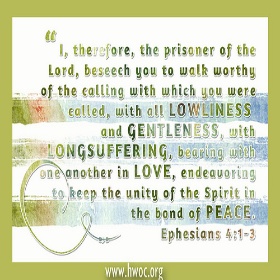 “ I, therefore, the prisoner of the
Lord, beseech you to walk worthy
of the calling with which you were
called, with all LOWLINESS
and GENTLENESS, with
LONGSUFFERING, bearing with
one another in LOVE, endeavoring
to keep the unity of the Spirit in
the bond of PEACE.
Ephesians 4:1-3
www.hwoc.org